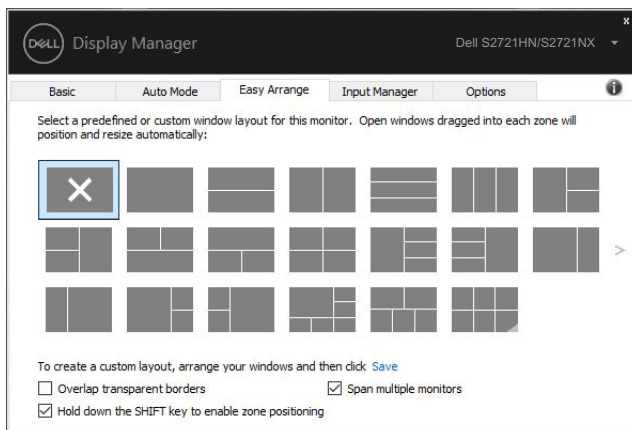 DELL Display Manager Dell S2721HN/S2721NX
Basic Auto Mode Easy Arrange Input Manager Options
Select a predefined or custom window layout for this monitor. Open windows dragged into each zone will
position and resize automatically:
To create a custom layout, arrange your windows and then click Save
Overlap transparent borders Span multiple monitors
Hold down the SHIFT key to enable zone positioning